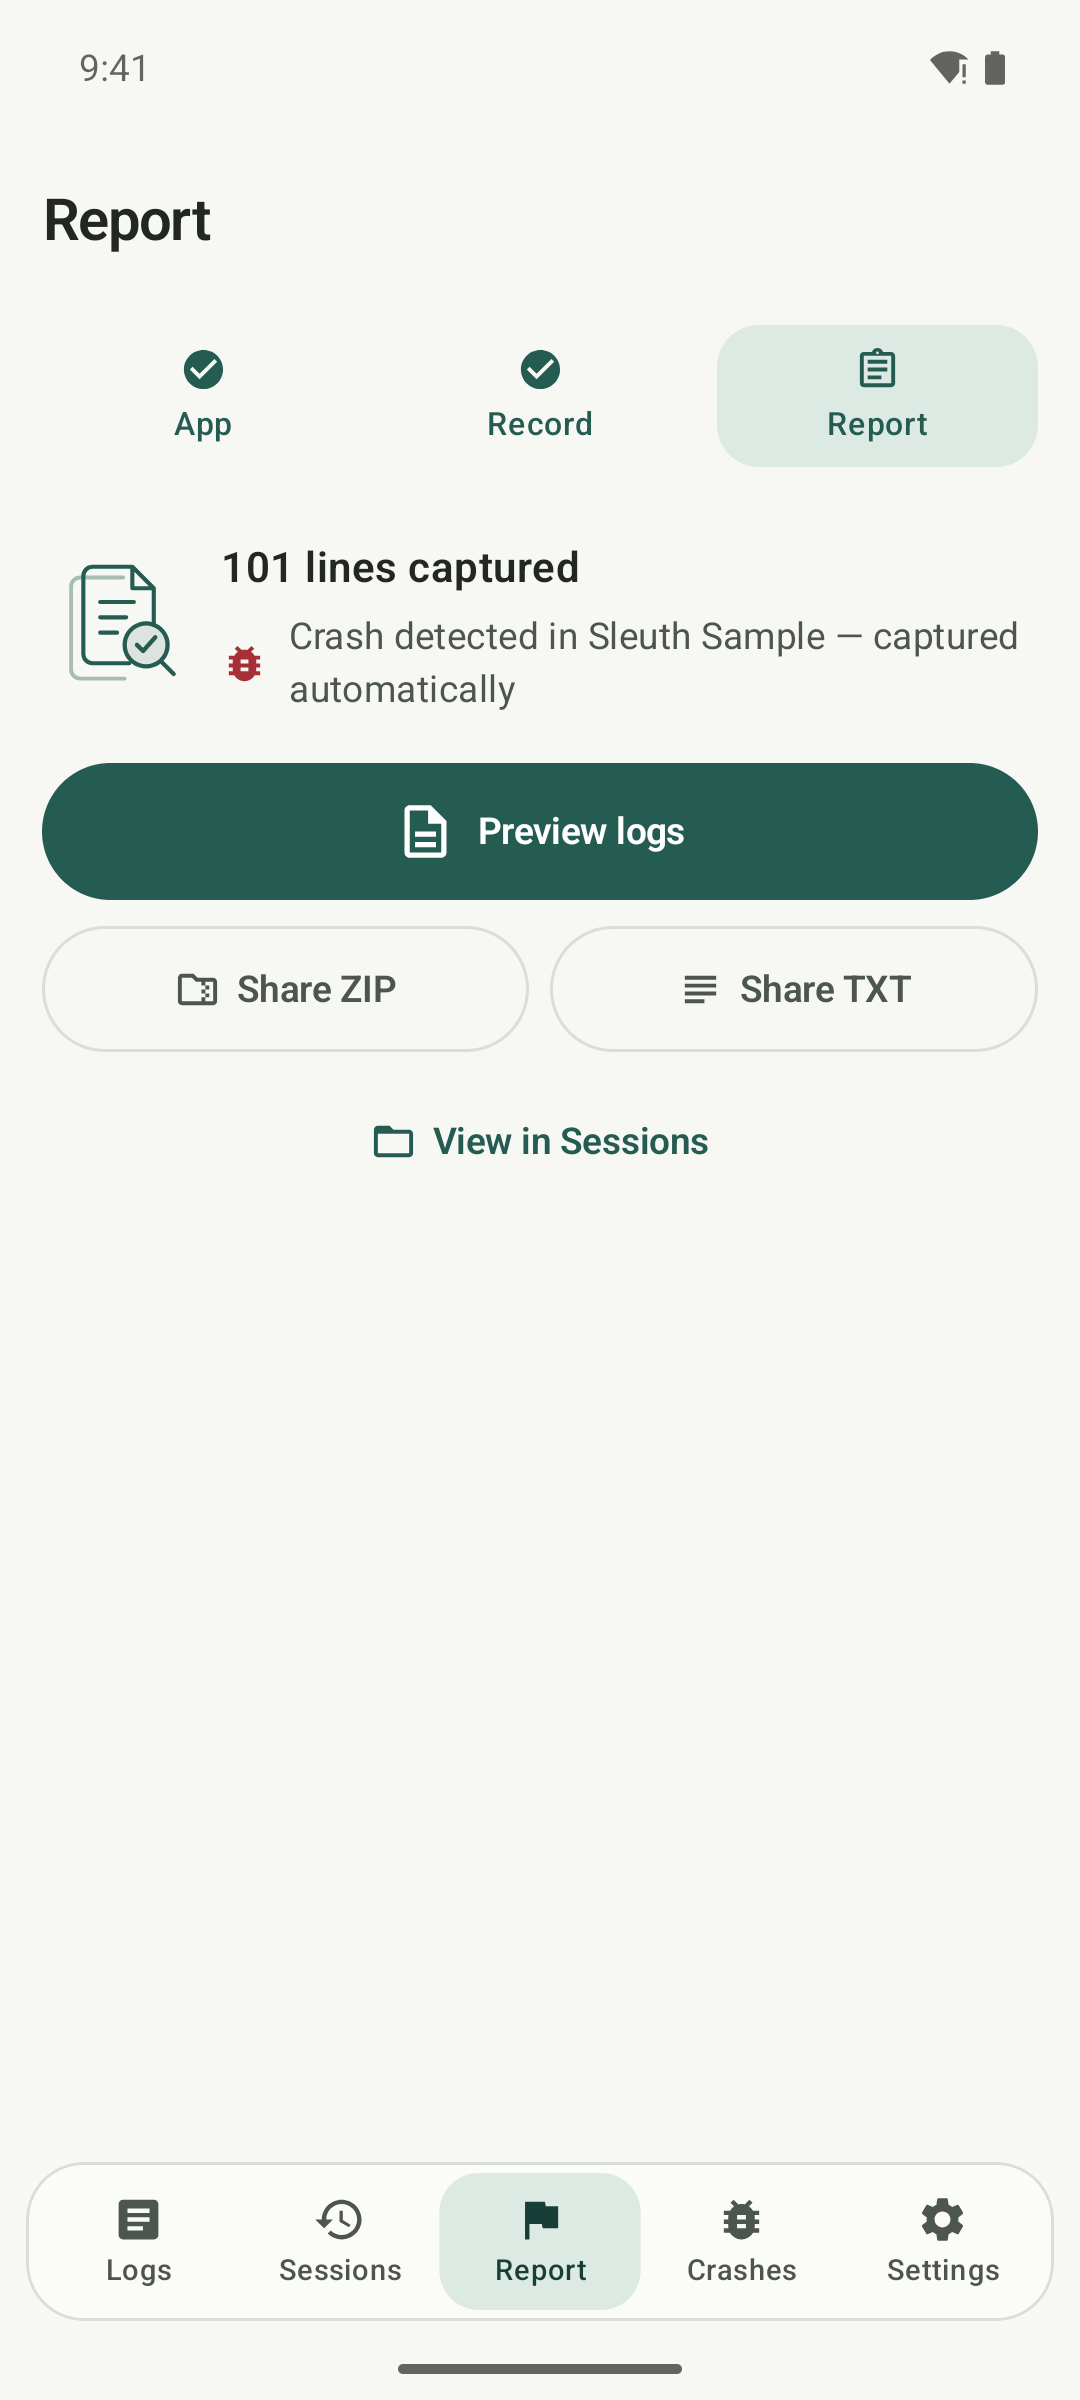 9:41
Report
App
Record
Report
101 lines captured
Crash detected in Sleuth Sample — captured
automatically
Preview logs
Share ZIP
Share TXT
View in Sessions
Logs
Sessions
Report
Crashes
Settings